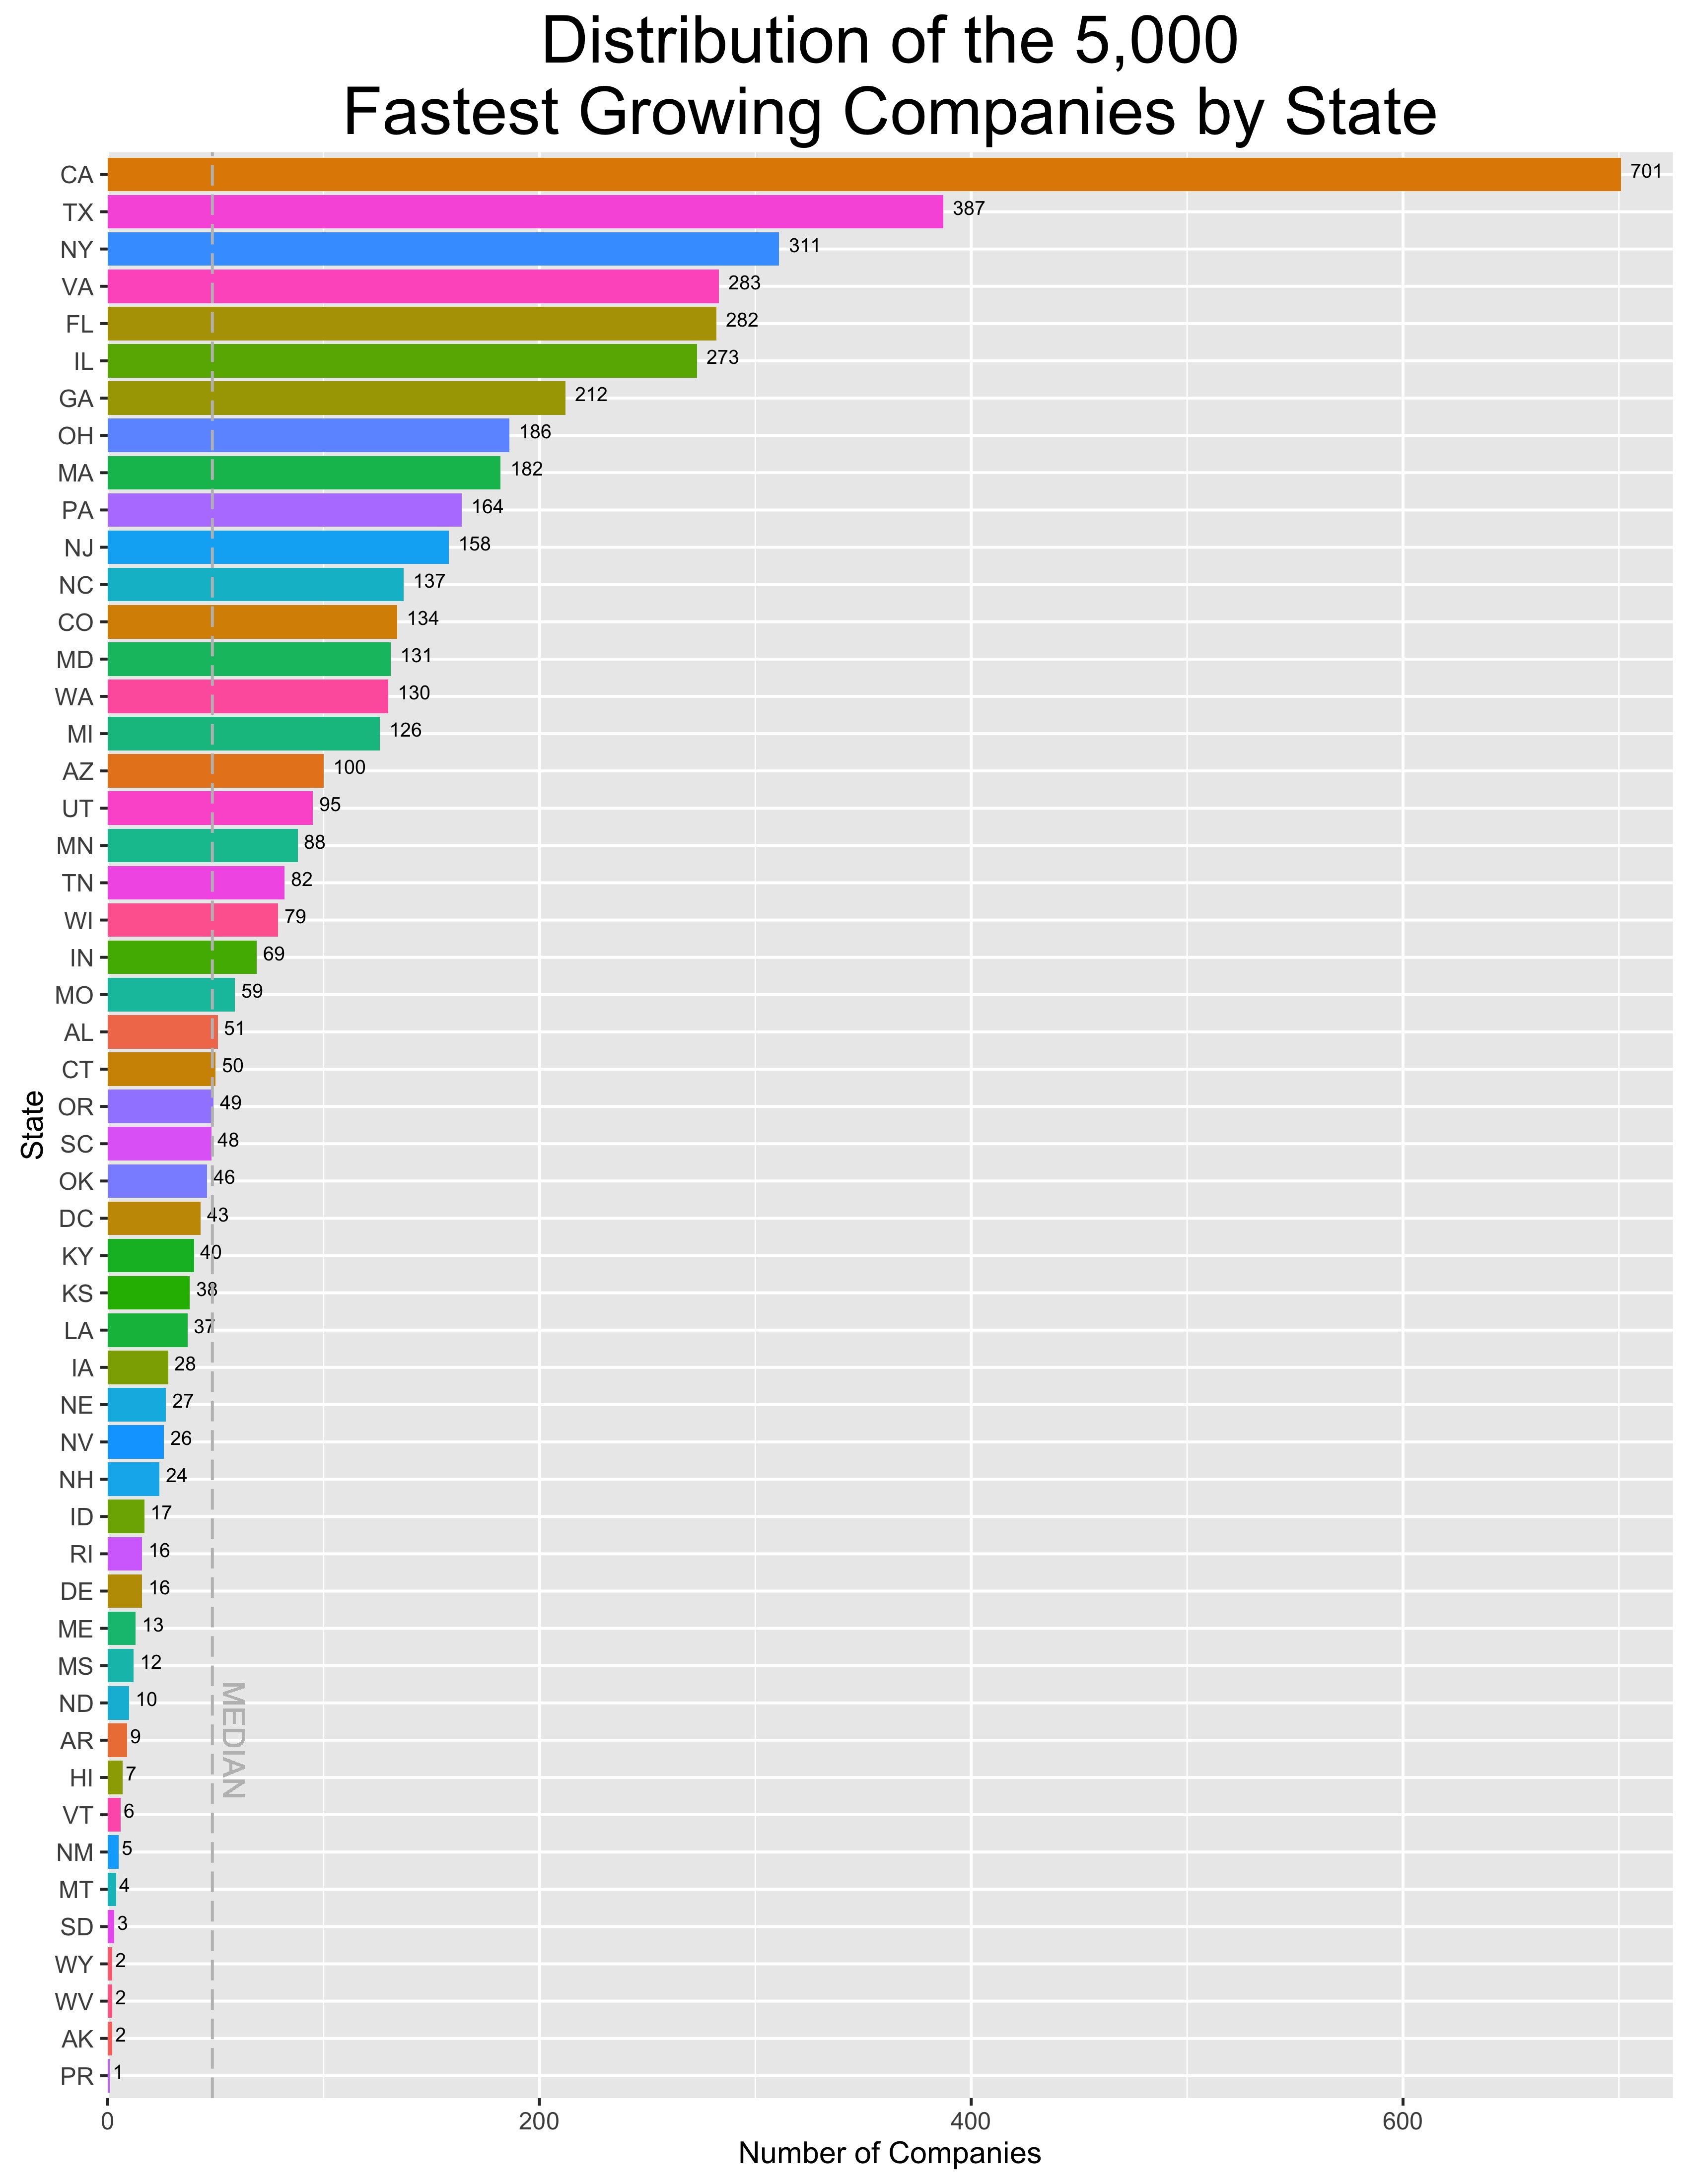 Distribution of the 5,000
Fastest Growing Companies by State
CA 701
TX 387
NY 311
VA 283
FL 282
IL 273
GA 212
OH 186
MA 182
PA 164
NJ 158
NC 137
CO 134
MD 131
WA 130
MI 126
AZ 100
UT 95
MN 88
TN 82
WI 79
IN 69
MO 59
AL 51
CT 50
OR 49
SC 48
OK 46
DC 43
KY 40
KS 38
LA 37
IA 28
NE 27
NV 26
NH 24
ID 17
RI 16
DE 16
ME 13
MS 12
ND 10
AR 9
HI 7
VT 6
NM 5
MT 4
SD 3
WY 2
WV 2
AK 2
PR 1
State
MEDIAN
0 200 400 600
Number of Companies